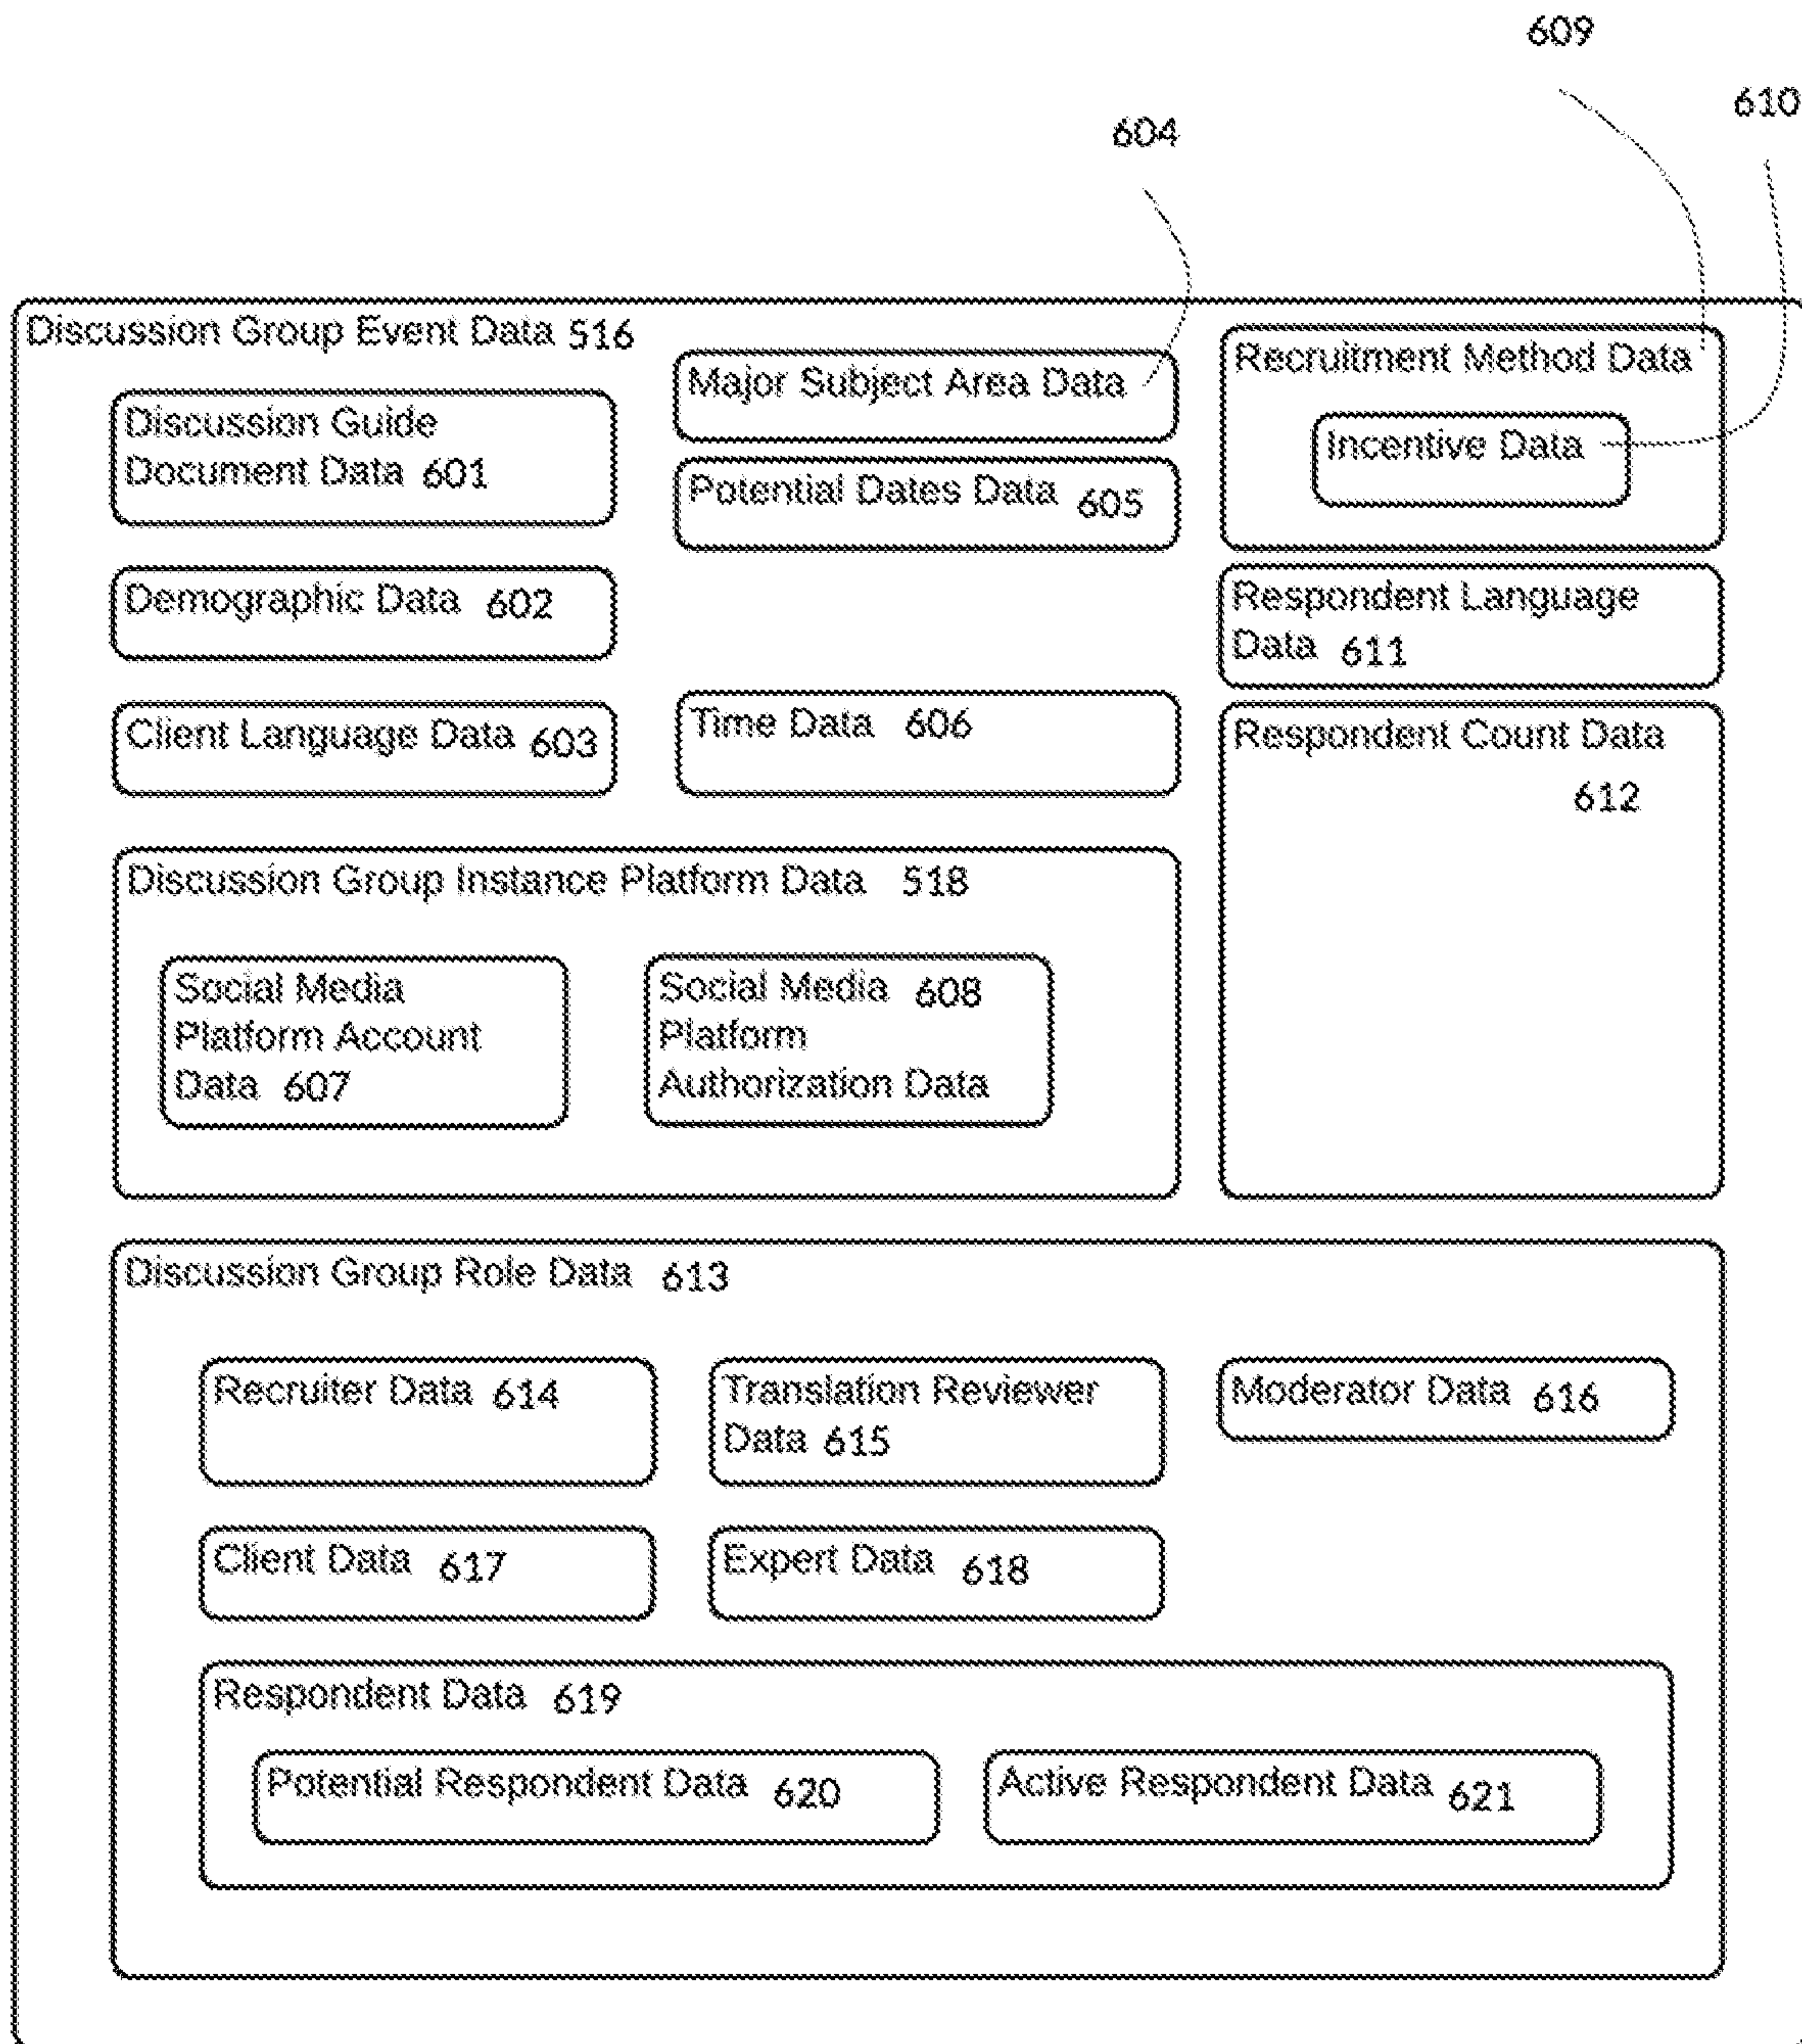 609
610
604
Discussion Group Event Data 516
Discussion Guide
Document Data 601
Demographic Data 602
Client Language Data 603
Major Subject Area Data
Potential Dates Data 605
Time Data 606
Recruitment Method Data
Incentive Data
Respondent Language
Data 611
Respondent Count Data
612
Discussion Group Instance Platform Data 518
Social Media
Platform Account
Data 607
Social Media 608
Platform
Authorization Data
Discussion Group Role Data 613
Recruiter Data 614
Translation Reviewer
Data 615
Moderator Data 616
Client Data 617
Expert Data 618
Respondent Data 619
Potential Respondent Data 620
Active Respondent Data 621